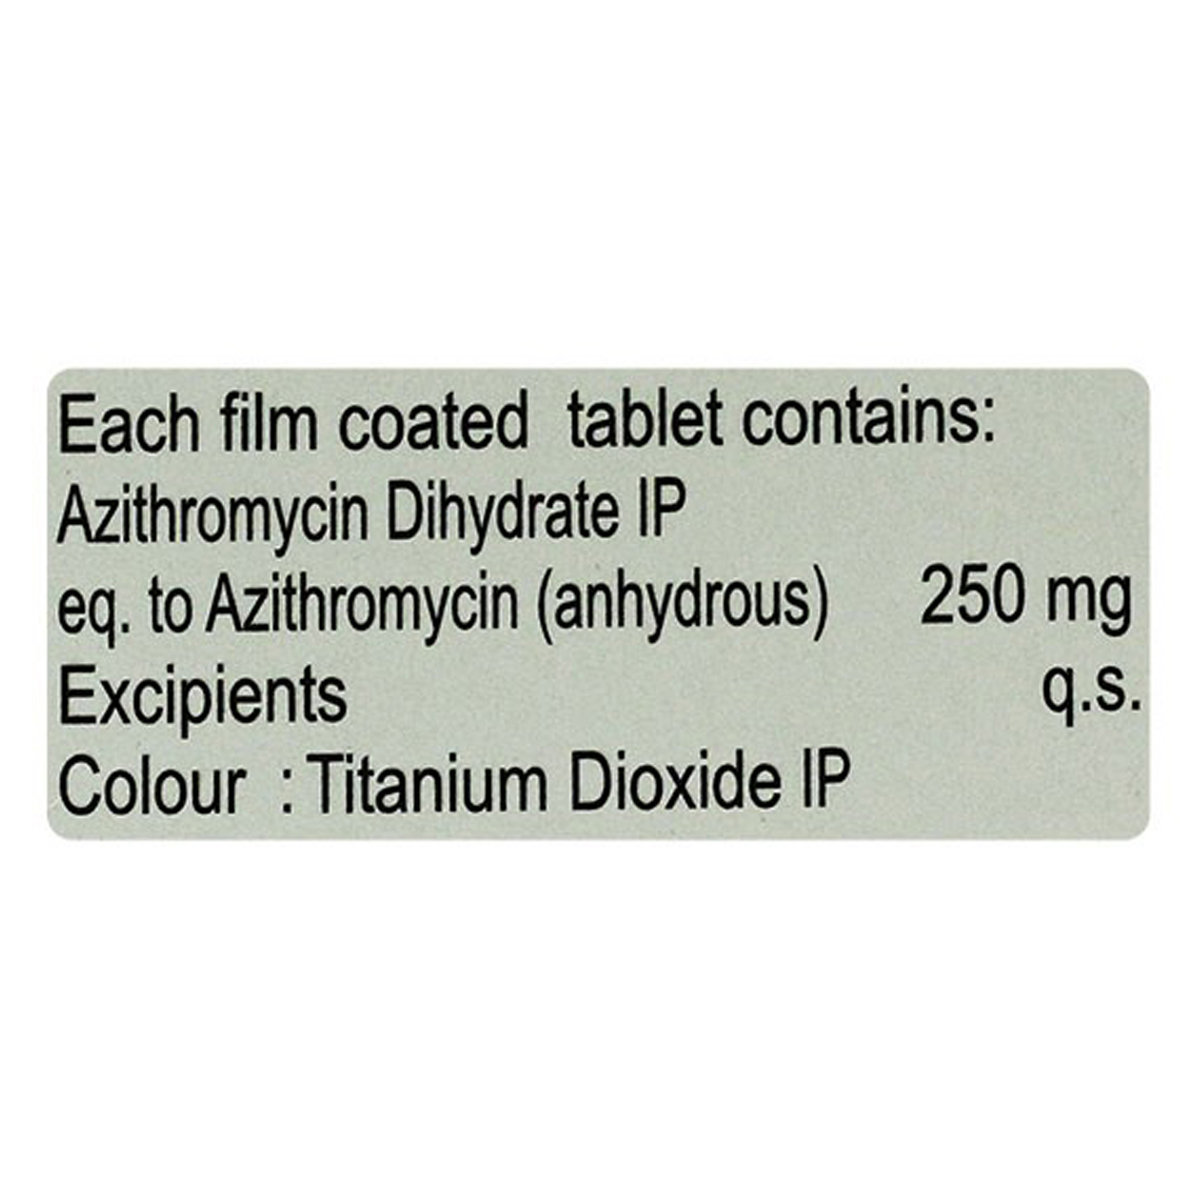 Each film coated tablet contains:
Azithromycin Dihydrate IP
eq. to Azithromycin (anhydrous) 250 mg
Excipients q.s.
Colour : Titanium Dioxide IP